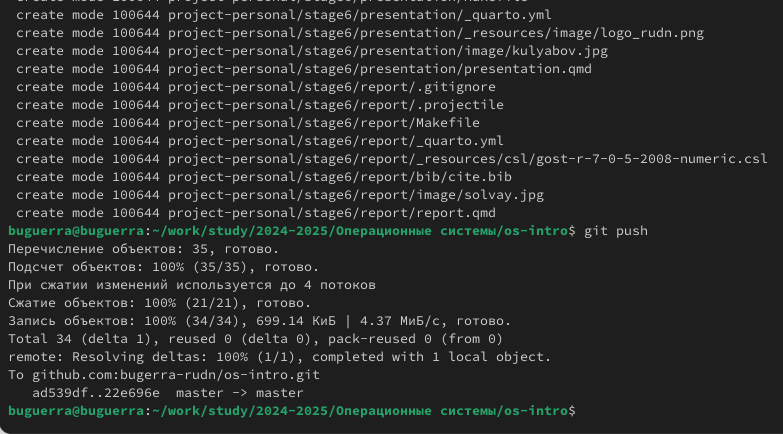 create mode 100644 project-personal/stage6/presentation/_quarto.yml
create mode 100644 project-personal/stage6/presentation/_resources/image/logo_rudn.png
create mode 100644 project-personal/stage6/presentation/image/kulyabov.jpg
create mode 100644 project-personal/stage6/presentation/presentation.qmd
create mode 100644 project-personal/stage6/report/.gitignore
create mode 100644 project-personal/stage6/report/.projectile
create mode 100644 project-personal/stage6/report/Makefile
create mode 100644 project-personal/stage6/report/_quarto.yml
create mode 100644 project-personal/stage6/report/_resources/csl/gost-r-7-0-5-2008-numeric.csl
create mode 100644 project-personal/stage6/report/bib/cite.bib
create mode 100644 project-personal/stage6/report/image/solvay.jpg
create mode 100644 project-personal/stage6/report/report.qmd
buguerra@buguerra:~/work/study/2024-2025/Операционные системы/os-intro$ git push
Перечисление объектов: 35, готово.
Подсчет объектов: 100% (35/35), готово.
При сжатии изменений используется до 4 потоков
Сжатие объектов: 100% (21/21), готово.
Запись объектов: 100% (34/34), 699.14 КиБ | 4.37 МиБ/с, готово.
Total 34 (delta 1), reused 0 (delta 0), pack-reused 0 (from 0)
remote: Resolving deltas: 100% (1/1), completed with 1 local object.
To github.com:bugerra-rudn/os-intro.git
ad539df..22e696e  master -> master
buguerra@buguerra:~/work/study/2024-2025/Операционные системы/os-intro$